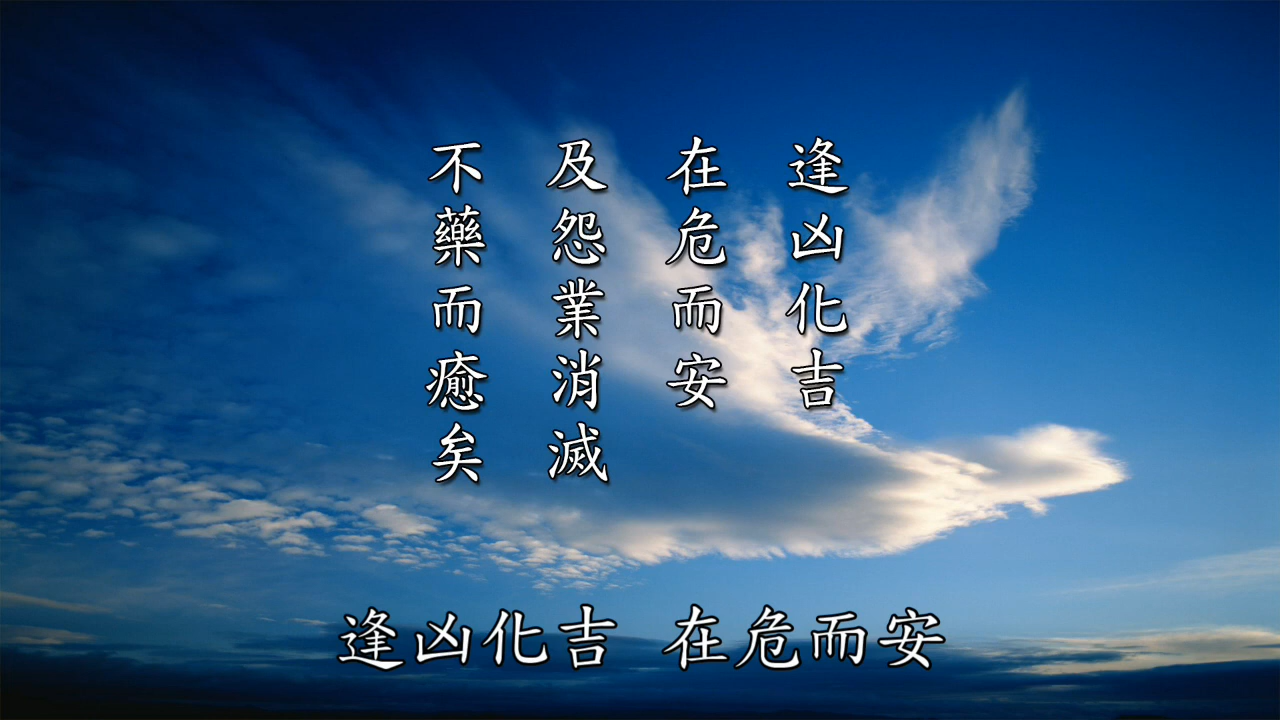 逢凶化吉
在危而安
及怨業消滅
不藥而癒矣
逢凶化吉 在危而安